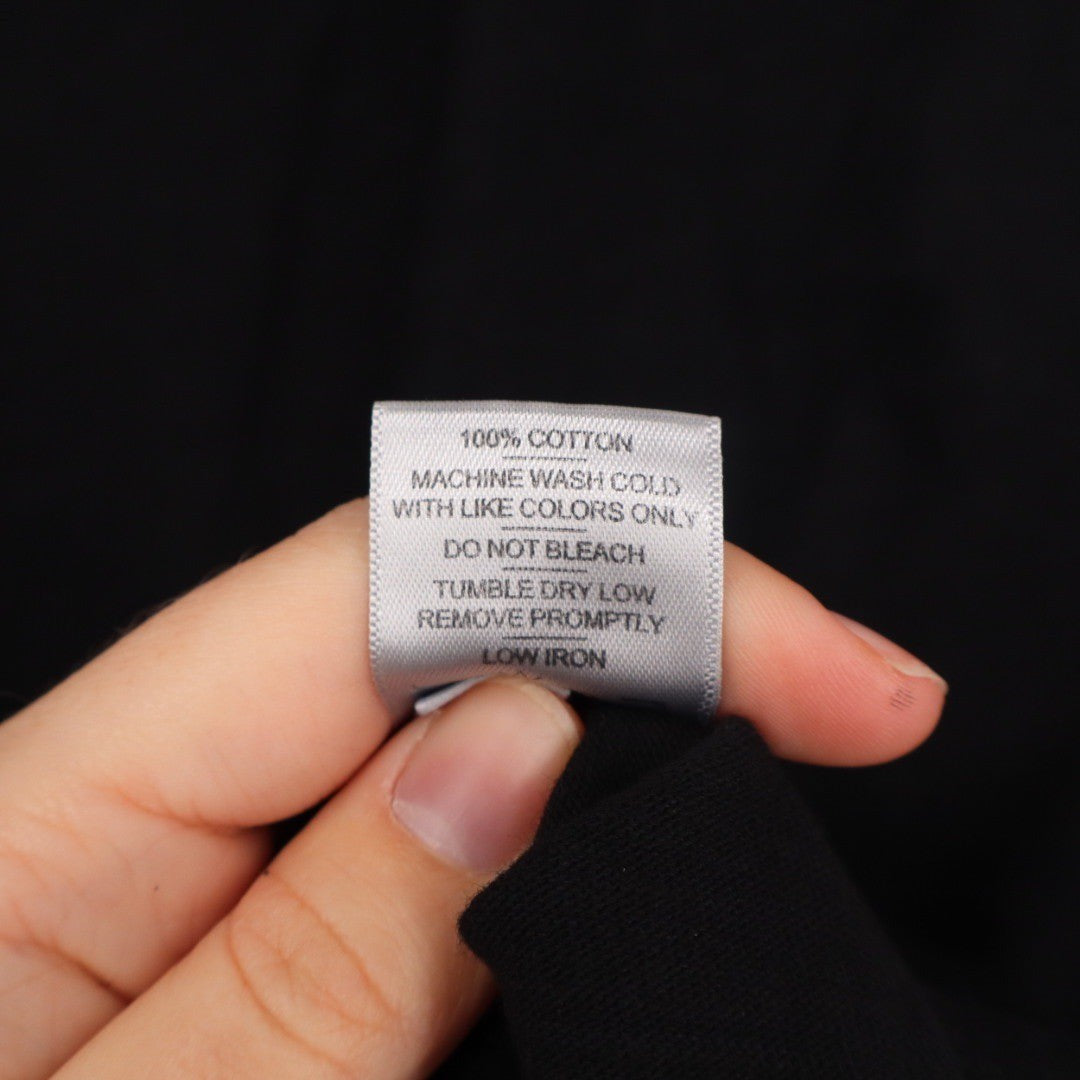 100% COTTON
MACHINE WASH COLD
WITH LIKE COLORS ONLY
DO NOT BLEACH
TUMBLE DRY LOW
REMOVE PROMPTLY
LOW IRON